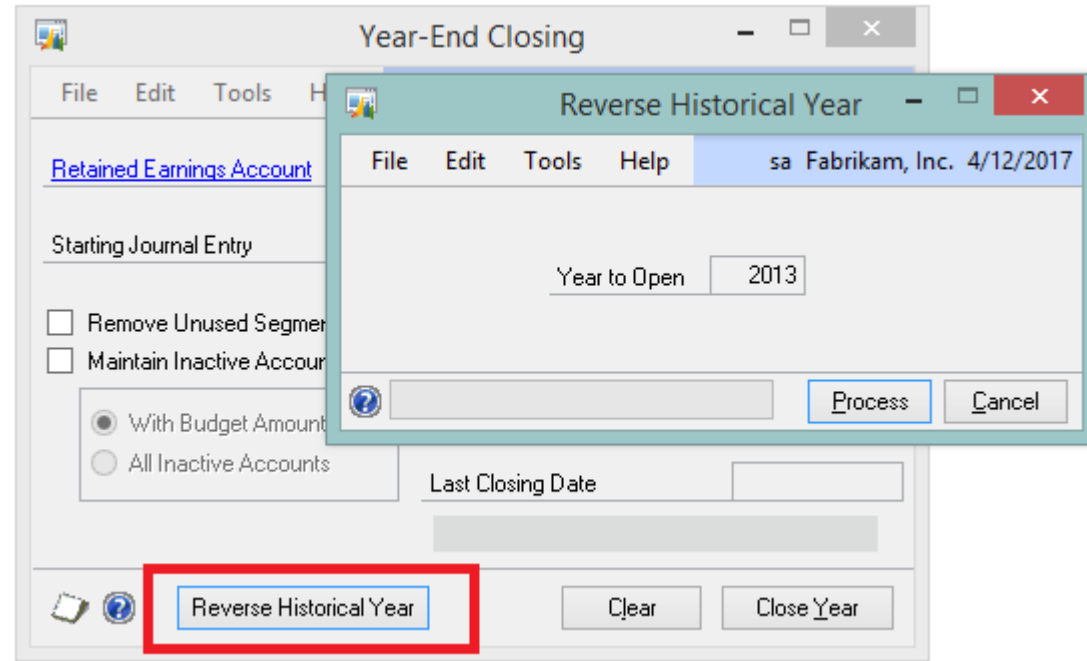 Year-End Closing
File Edit Tools H
Reverse Historical Year
File Edit Tools Help sa Fabrikam, Inc. 4/12/2017
Retained Earnings Account
Starting Journal Entry
Year to Open 2013
Remove Unused Segmer
Maintain Inactive Accour
With Budget Amount
All Inactive Accounts
Process Cancel
Last Closing Date
Reverse Historical Year Clear Close Year